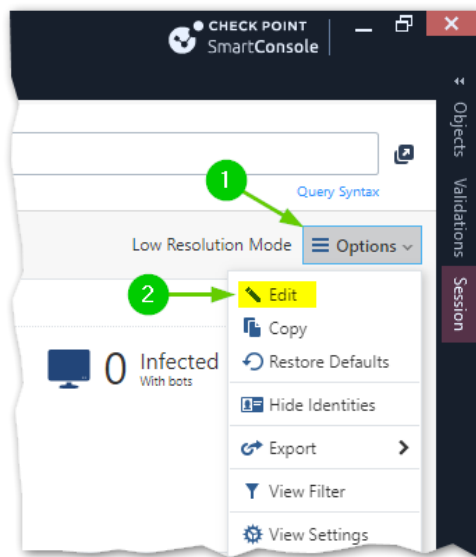 CHECK POINT
SmartConsole
Objects
Validations
Session
Query Syntax
1
Low Resolution Mode
Options
2
Edit
Copy
Restore Defaults
Hide Identities
Export
View Filter
View Settings
0
Infected
With bots